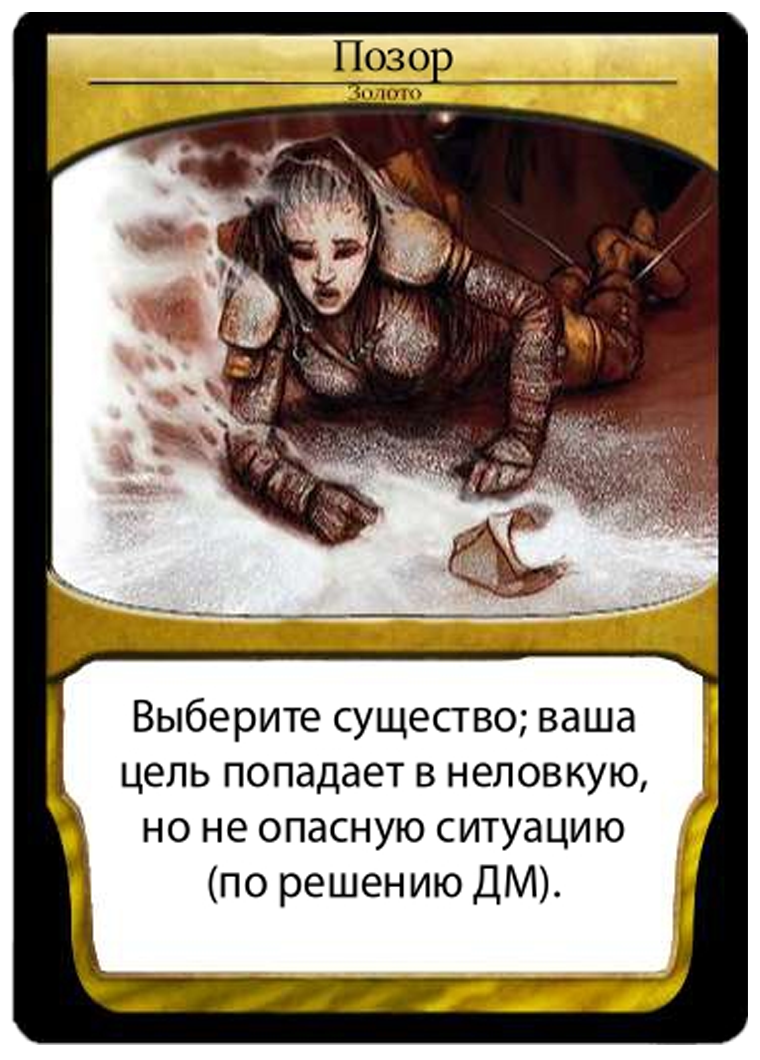 Позор
Золото
Выберите существо; ваша
цель попадает в неловкую,
но не опасную ситуацию
(по решению ДМ).